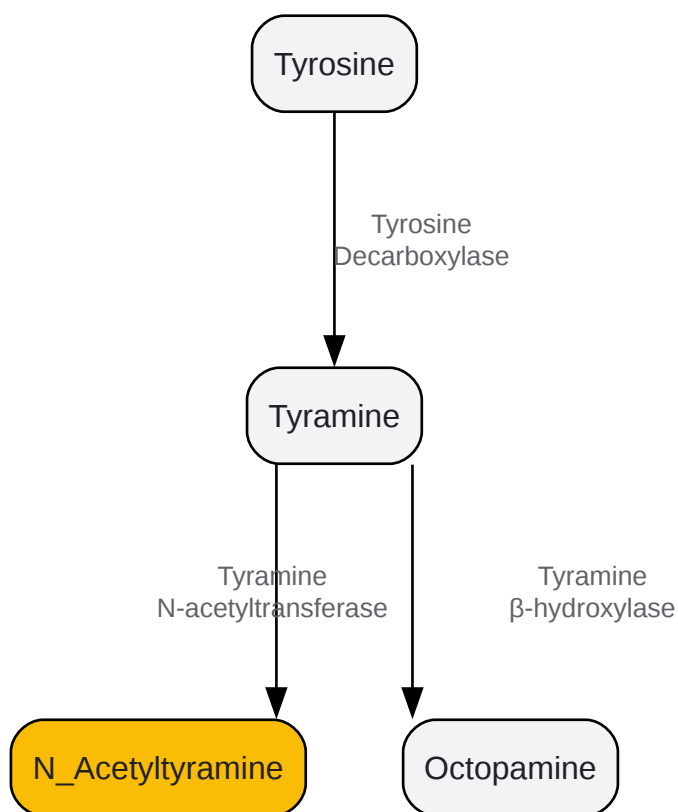 Tyrosine
Tyrosine
Decarboxylase
Tyramine
Tyramine
N-acetyltransferase
Tyramine
β-hydroxylase
N_Acetyltyramine
Octopamine